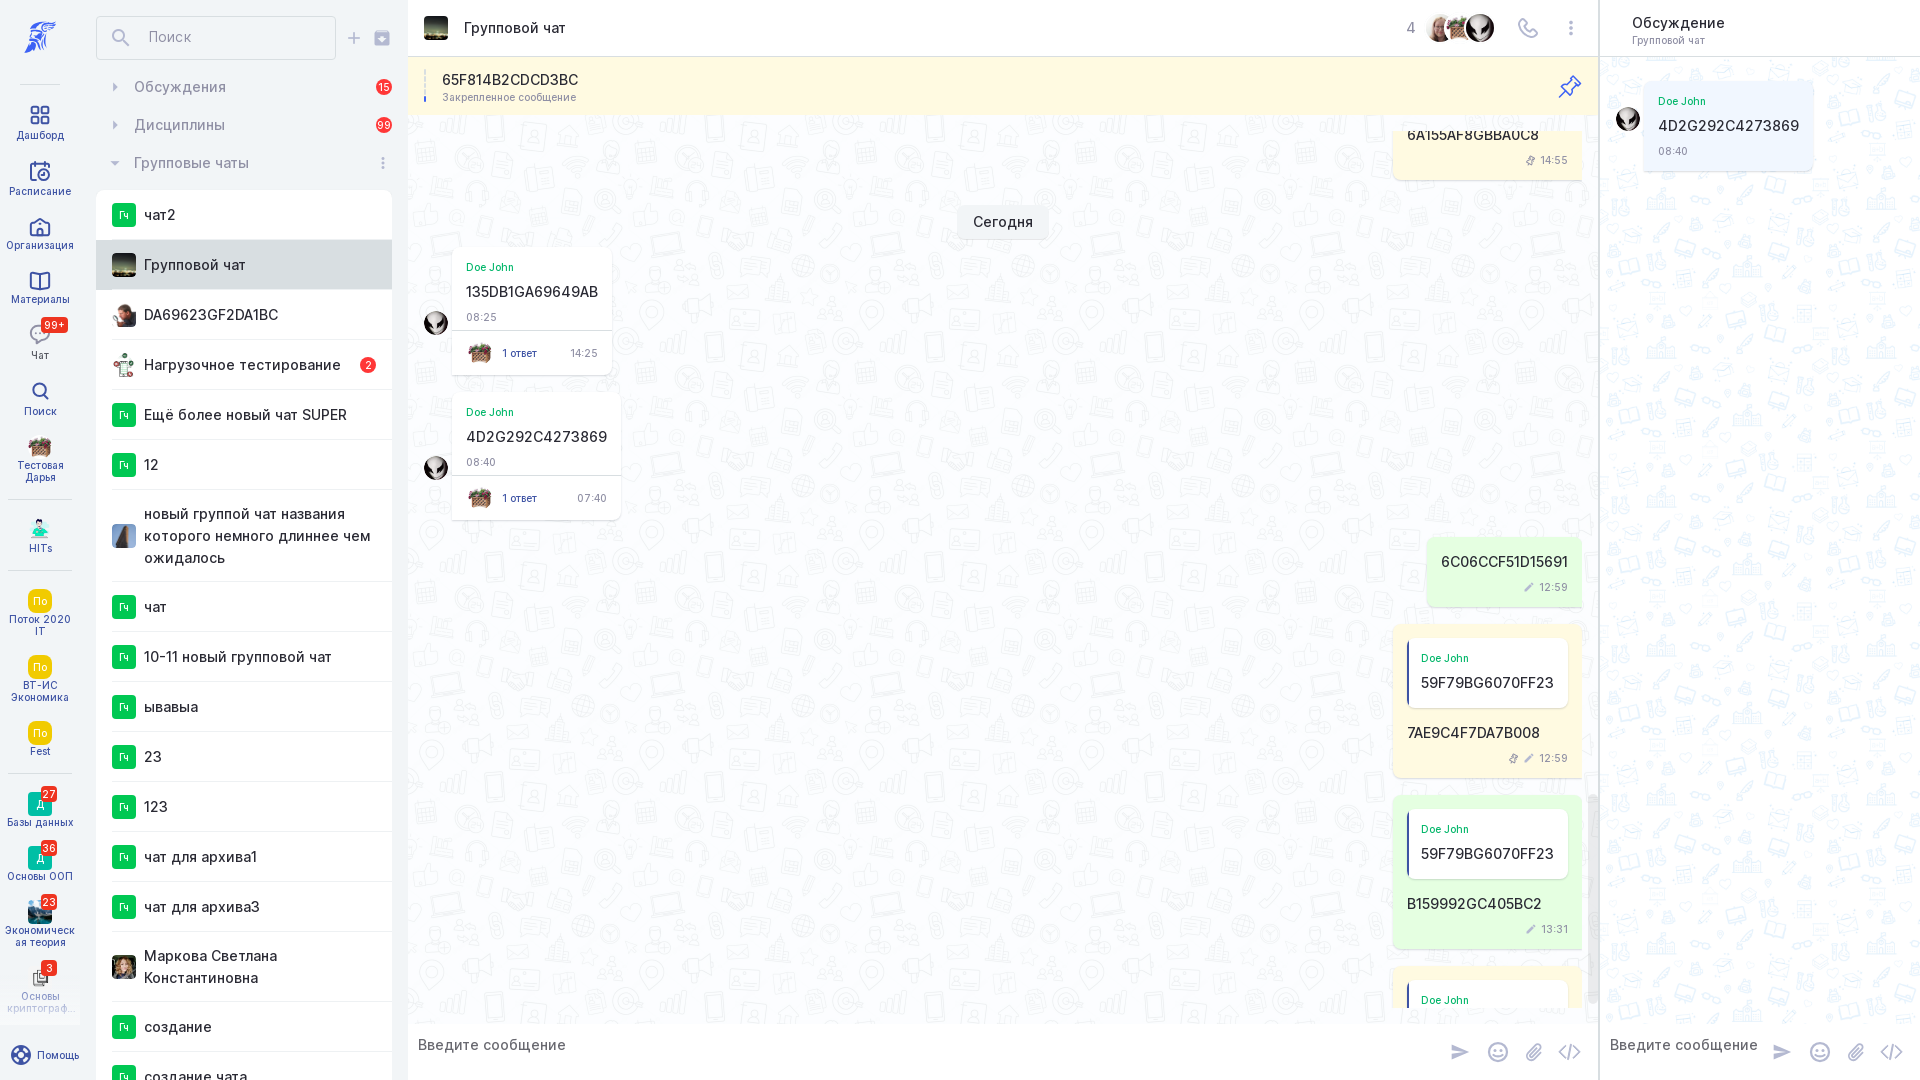 Дашборд
Расписание
Организация
Материалы
99+
Чат
Поиск
Тестовая
Дарья
HITs
По
Поток 2020
IT
По
ВТ-ИС
Экономика
По
Fest
27
Д
Базы данных
36
Д
Основы ООП
23
Экономическ
ая теория
3
Основы
криптограф...
Помощь
Поиск
Обсуждения
15
Дисциплины
99
Групповые чаты
Гч
чат2
Групповой чат
DA69623GF2DA1BC
Нагрузочное тестирование
2
Гч
Ещё более новый чат SUPER
Гч
12
новый группой чат названия
которого немного длиннее чем
ожидалось
Гч
чат
Гч
10-11 новый групповой чат
Гч
ывавыа
Гч
23
Гч
123
Гч
чат для архива1
Гч
чат для архива3
Маркова Светлана
Константиновна
Гч
создание
Гч
создание чата
Групповой чат
4
65F814B2CDCD3BC
Закрепленное сообщение
6A155AF8GBBA0C8
14:55
Сегодня
Doe John
135DB1GA69649AB
08:25
1 ответ
14:25
Doe John
4D2G292C4273869
08:40
1 ответ
07:40
6C06CCF51D15691
12:59
Doe John
59F79BG6070FF23
7AE9C4F7DA7B008
12:59
Doe John
59F79BG6070FF23
B159992GC405BC2
13:31
Doe John
Введите сообщение
Обсуждение
Групповой чат
Doe John
4D2G292C4273869
08:40
Введите сообщение